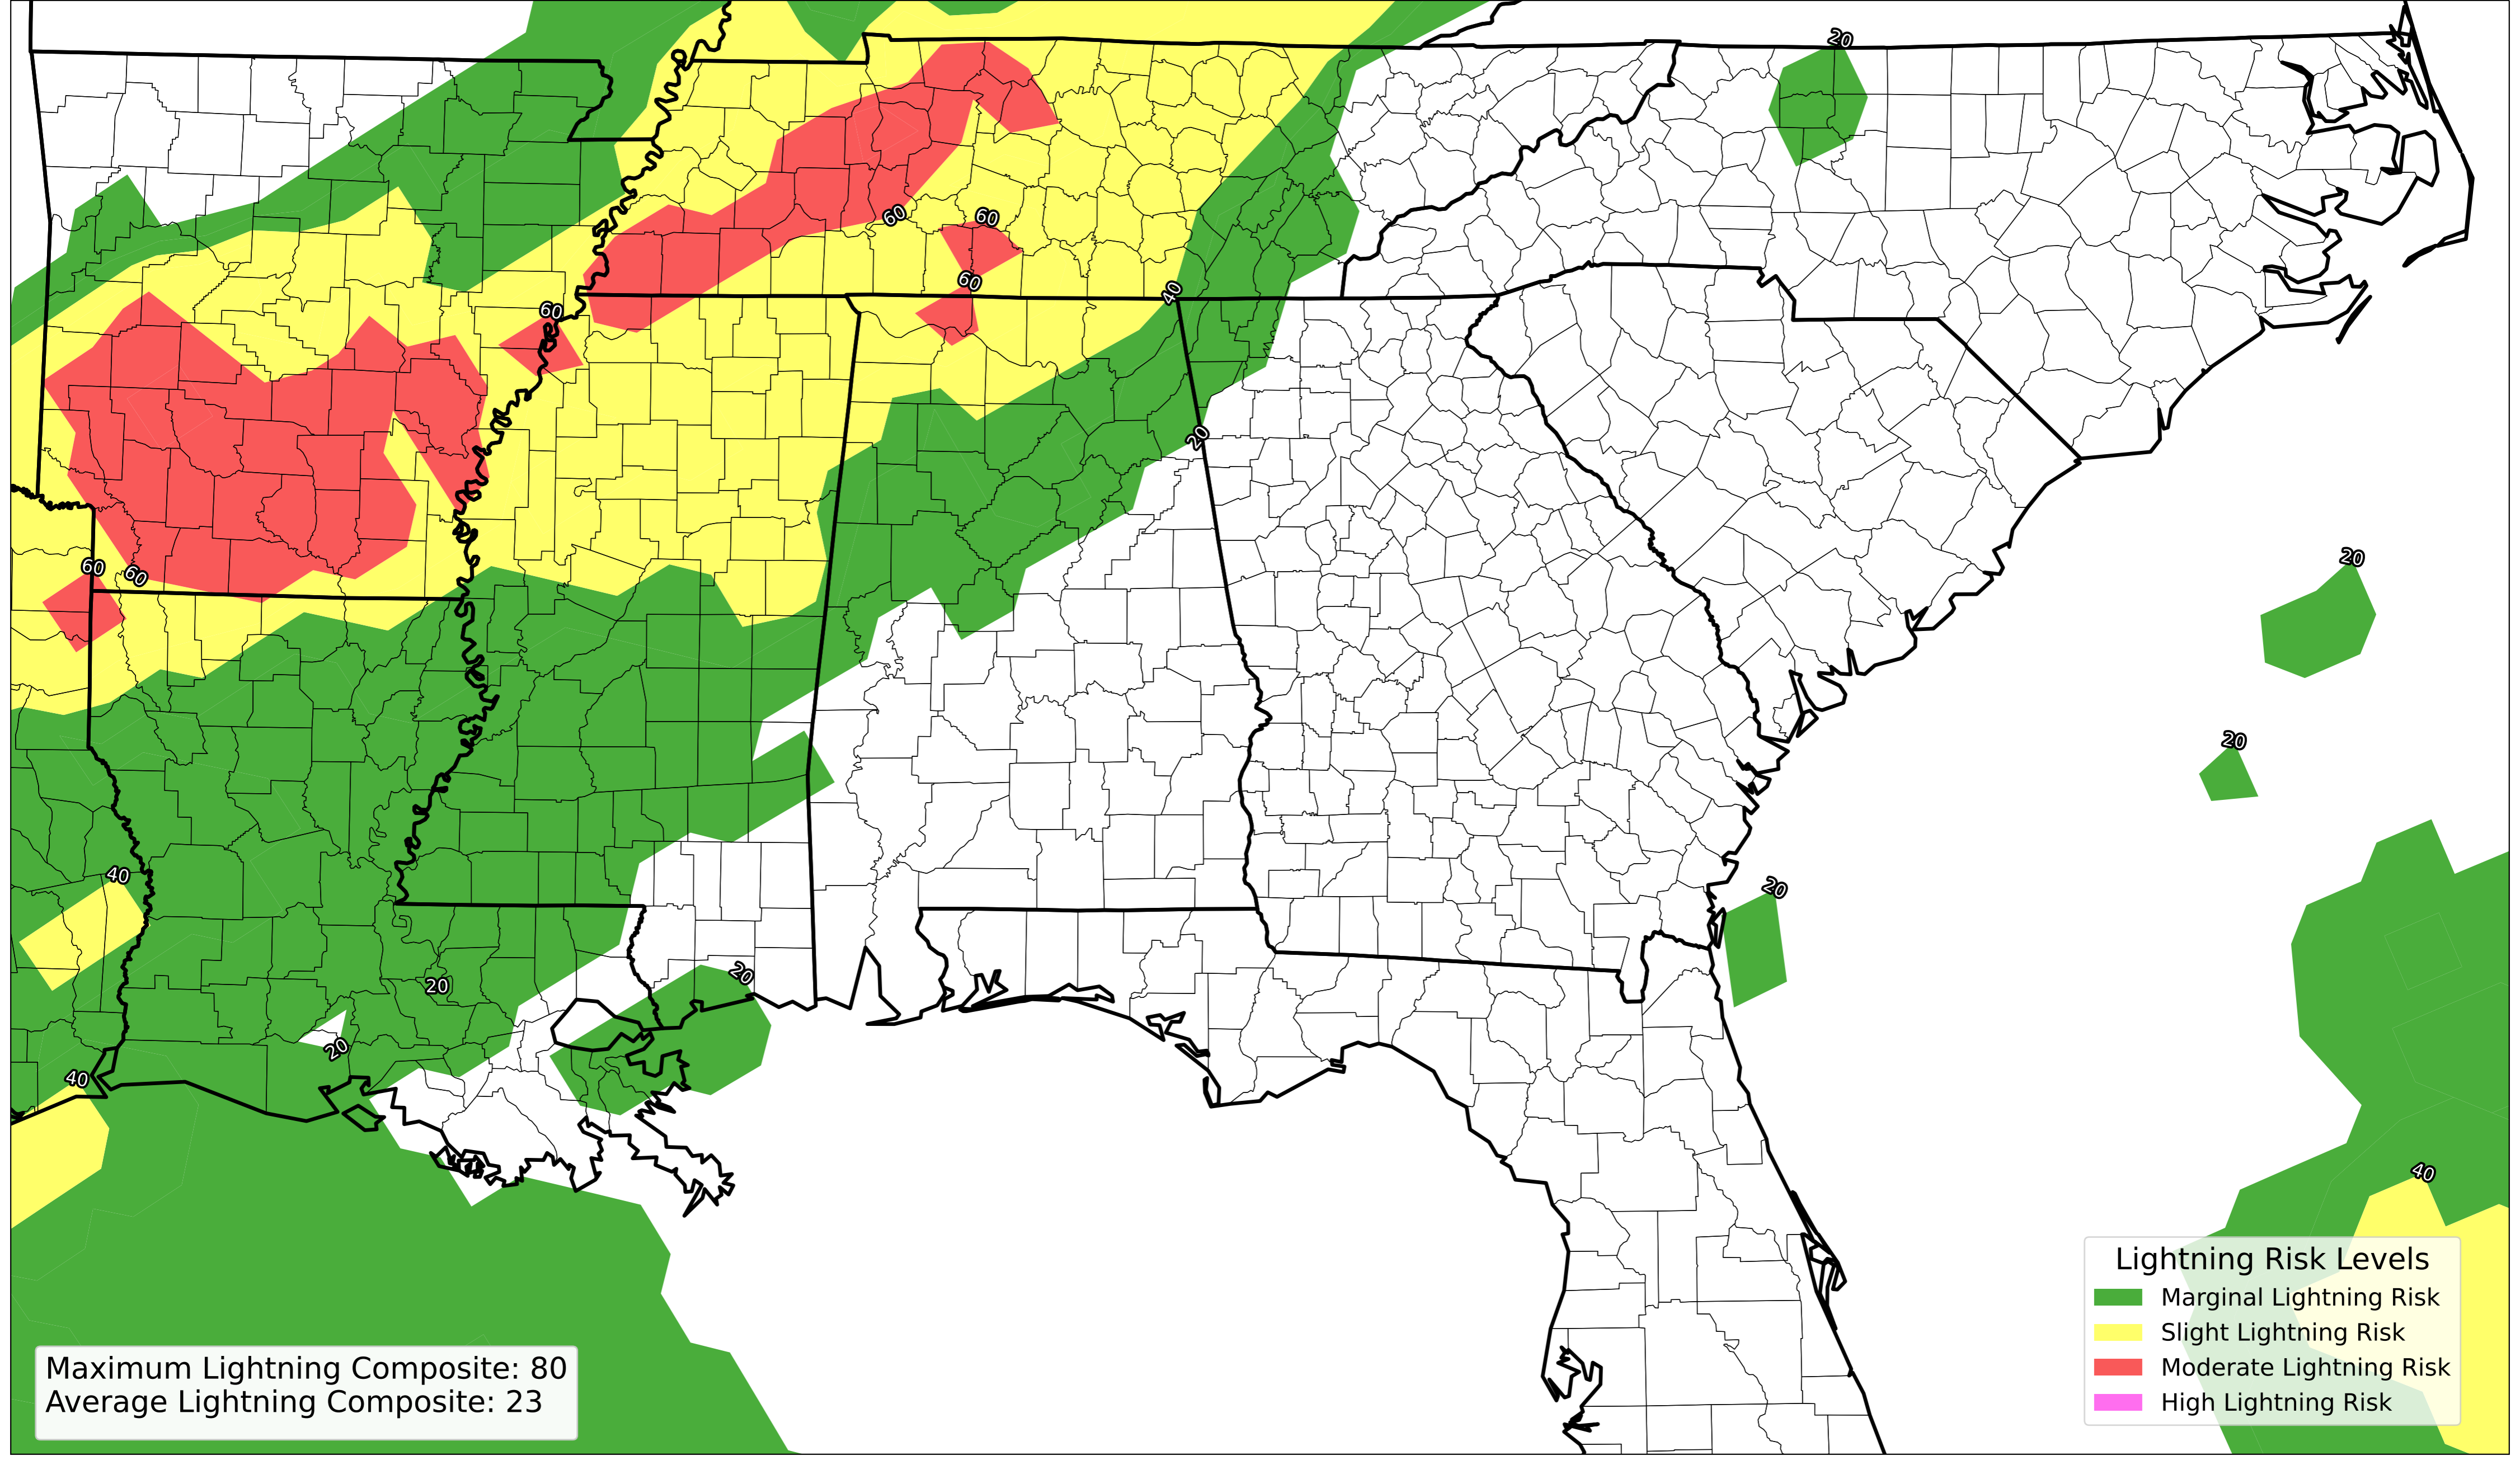 20
60
60
60
40
60
20
20
60
60
20
40
20
20
20
20
40
40
Lightning Risk Levels
Marginal Lightning Risk
Slight Lightning Risk
Moderate Lightning Risk
High Lightning Risk
Maximum Lightning Composite: 80
Average Lightning Composite: 23